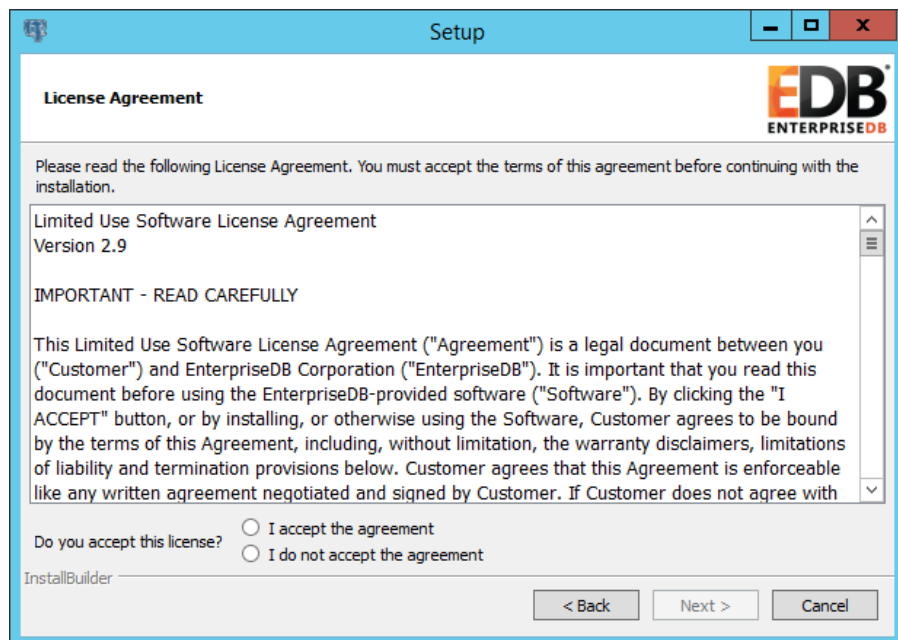 Setup
License Agreement
EDB
ENTERPRISEDB
Please read the following License Agreement. You must accept the terms of this agreement before continuing with the
installation.
Limited Use Software License Agreement
Version 2.9
IMPORTANT - READ CAREFULLY
This Limited Use Software License Agreement ("Agreement") is a legal document between you
("Customer") and EnterpriseDB Corporation ("EnterpriseDB"). It is important that you read this
document before using the EnterpriseDB-provided software ("Software"). By clicking the "I
ACCEPT" button, or by installing, or otherwise using the Software, Customer agrees to be bound
by the terms of this Agreement, including, without limitation, the warranty disclaimers, limitations
of liability and termination provisions below. Customer agrees that this Agreement is enforceable
like any written agreement negotiated and signed by Customer. If Customer does not agree with
Do you accept this license?
I accept the agreement
I do not accept the agreement
InstallBuilder
< Back
Next >
Cancel